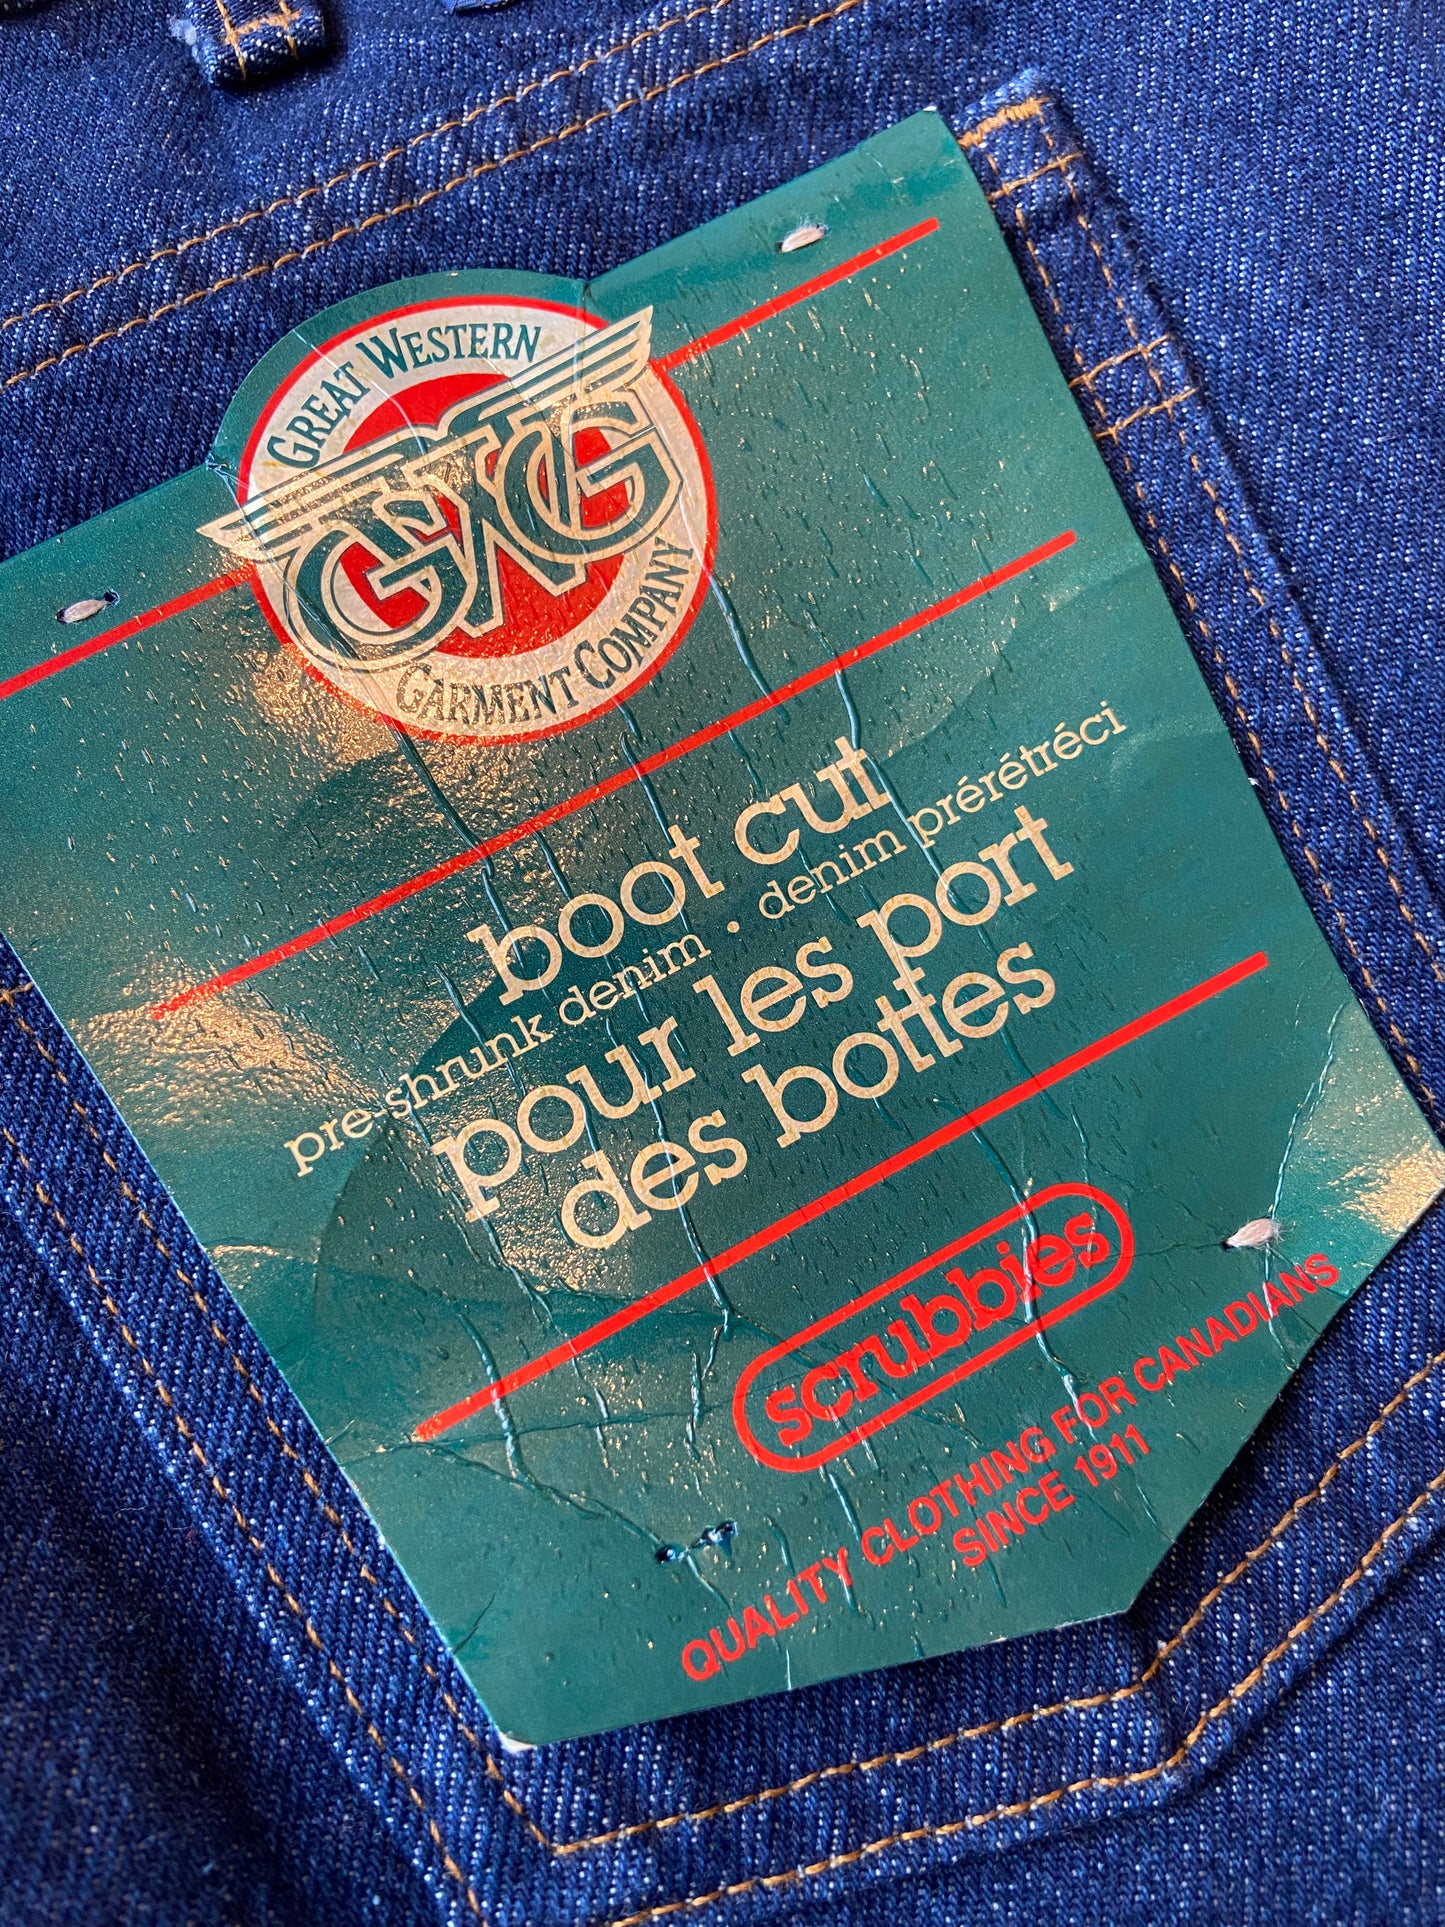 GREAT WESTERN
GWG
GARMENT COMPANY
boot cut
pre-shrunk denim · denim prérétréci
pour les port
des bottes
scrubbies
QUALITY CLOTHING FOR CANADIANS
SINCE 1911